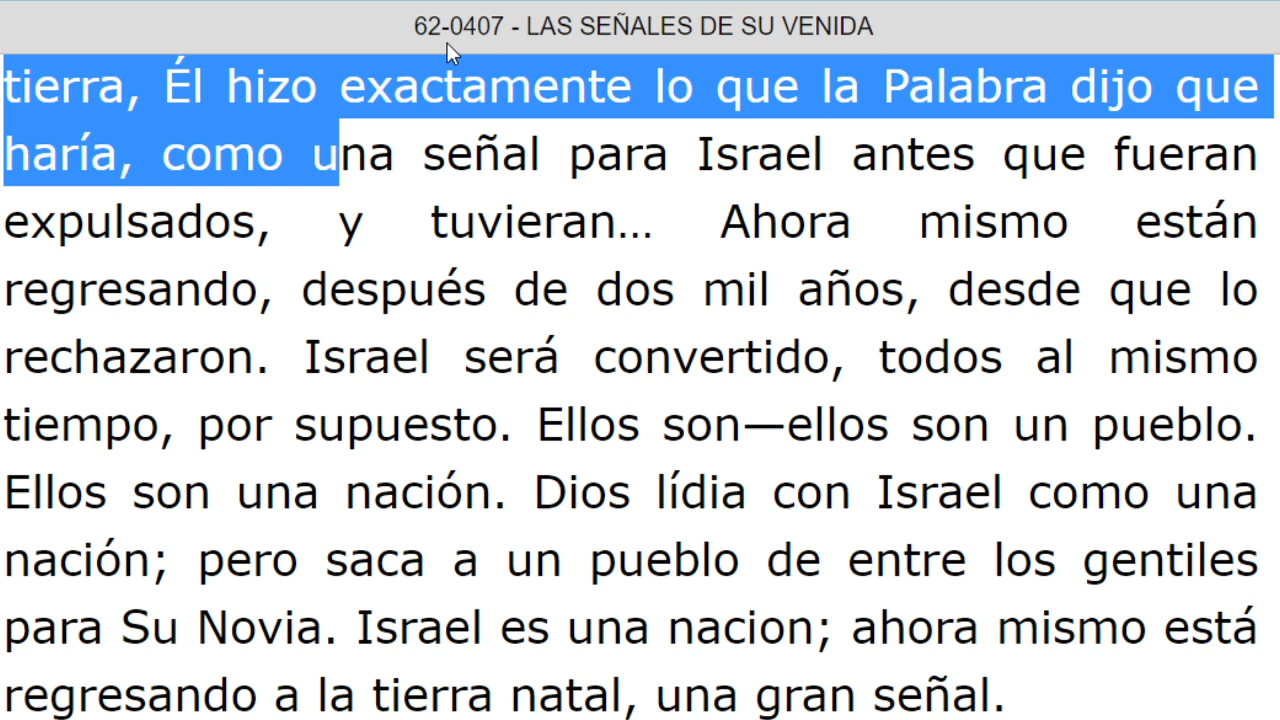 62-0407 - LAS SEÑALES DE SU VENIDA
tierra, Él hizo exactamente lo que la Palabra dijo que
haría, como una señal para Israel antes que fueran
expulsados, y tuvieran... Ahora mismo están
regresando, después de dos mil años, desde que lo
rechazaron. Israel será convertido, todos al mismo
tiempo, por supuesto. Ellos son—ellos son un pueblo.
Ellos son una nación. Dios lídia con Israel como una
nación; pero saca a un pueblo de entre los gentiles
para Su Novia. Israel es una nacion; ahora mismo está
regresando a la tierra natal, una gran señal.